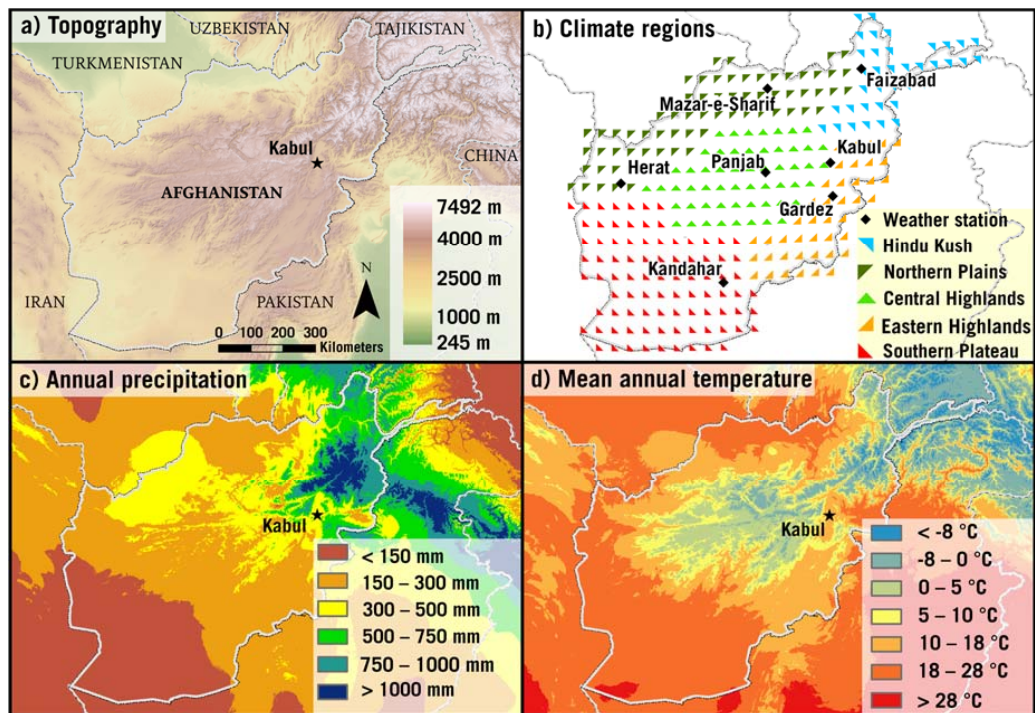 a) Topography
UZBEKISTAN
TAJIKISTAN
TURKMENISTAN
Kabul
CHINA
AFGHANISTAN
7492 m
4000 m
2500 m
1000 m
245 m
N
IRAN
PAKISTAN
0 100 200 300
Kilometers
b) Climate regions
Faizabad
Mazar-e-Sharif
Kabul
Herat
Panjab
Gardez
Kandahar
Weather station
Hindu Kush
Northern Plains
Central Highlands
Eastern Highlands
Southern Plateau
c) Annual precipitation
Kabul
< 150 mm
150 – 300 mm
300 – 500 mm
500 – 750 mm
750 – 1000 mm
> 1000 mm
d) Mean annual temperature
Kabul
< -8 °C
-8 – 0 °C
0 – 5 °C
5 – 10 °C
10 – 18 °C
18 – 28 °C
> 28 °C